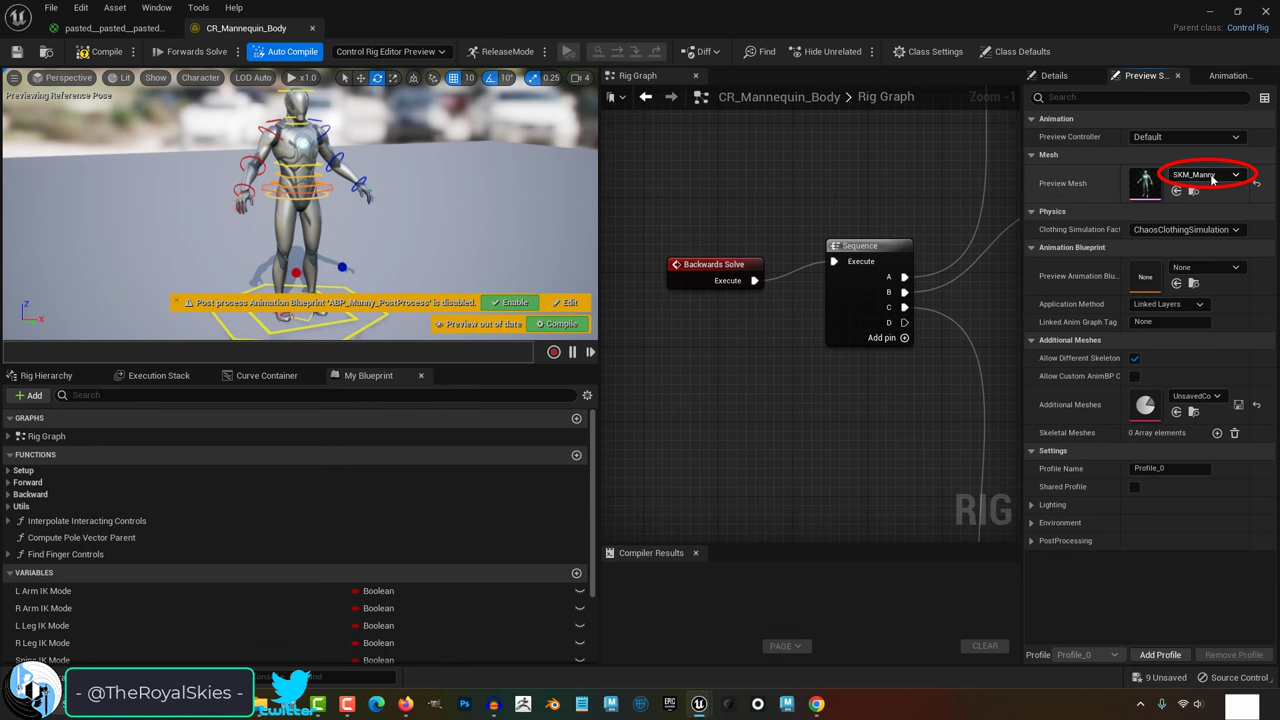 File Edit Asset Window Tools Help
Parent class: Control Rig
pasted__pasted__pasted
CR_Mannequin_Body
Compile
Forwards Solve
Auto Compile
Control Rig Editor Preview
ReleaseMode
Diff
Find
Hide Unrelated
Class Settings
Class Defaults
Perspective Lit Show Character LOD Auto x1.0 10 10° 0.25 4
Previewing Reference Pose
Post process Animation Blueprint 'ABP_Manny_PostProcess' is disabled. Enable Edit
Preview out of date Compile
Z
X
Rig Graph
CR_Mannequin_Body > Rig Graph
Zoom -1
Backwards Solve
Execute
Sequence
Execute
A
B
C
D
Add pin
RIG
Compiler Results
PAGE
CLEAR
Rig Hierarchy Execution Stack Curve Container My Blueprint
Add Search
GRAPHS
Rig Graph
FUNCTIONS
Setup
Forward
Backward
Utils
Interpolate Interacting Controls
Compute Pole Vector Parent
Find Finger Controls
VARIABLES
L Arm IK Mode Boolean
R Arm IK Mode Boolean
L Leg IK Mode Boolean
R Leg IK Mode Boolean
Spine IK Mode Boolean
Details Preview S... Animation...
Search
Animation
Preview Controller Default
Mesh
Preview Mesh SKM_Manny
Physics
Clothing Simulation Fact ChaosClothingSimulation
Animation Blueprint
Preview Animation Blu... None None
Application Method Linked Layers
Linked Anim Graph Tag None
Additional Meshes
Allow Different Skeleton
Allow Custom AnimBP C
Additional Meshes UnsavedCo
Skeletal Meshes 0 Array elements
Settings
Profile Name Profile_0
Shared Profile
Lighting
Environment
PostProcessing
Profile Profile_0 Add Profile Remove Profile
9 Unsaved Source Control
- @TheRoyalSkies -
twitter